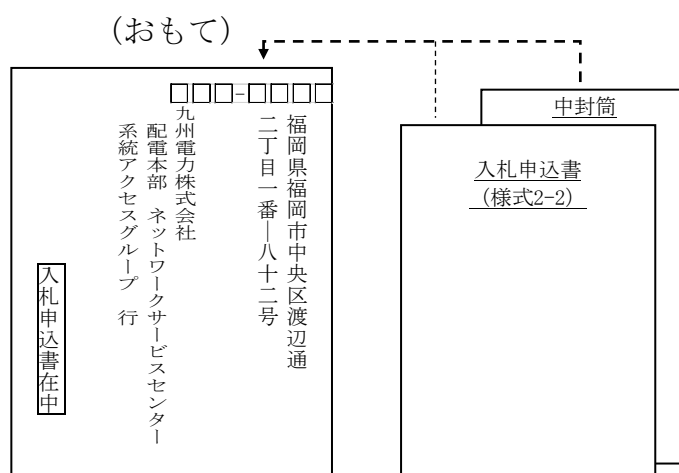 (おもて)
□□□-□□□□
福岡県福岡市中央区渡辺通
二丁目一番―八十二号
九州電力株式会社
配電本部 ネットワークサービスセンター
系統アクセスグループ 行
入札申込書在中
中封筒
入札申込書
(様式2-2)